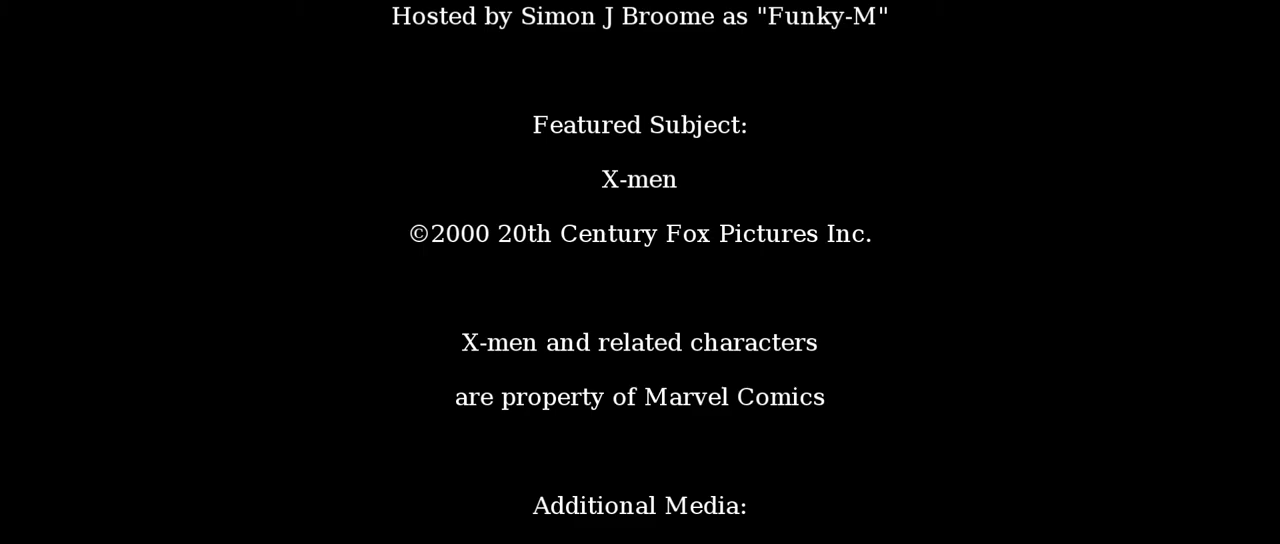 Hosted by Simon J Broome as "Funky-M"
Featured Subject:
X-men
©2000 20th Century Fox Pictures Inc.
X-men and related characters
are property of Marvel Comics
Additional Media: